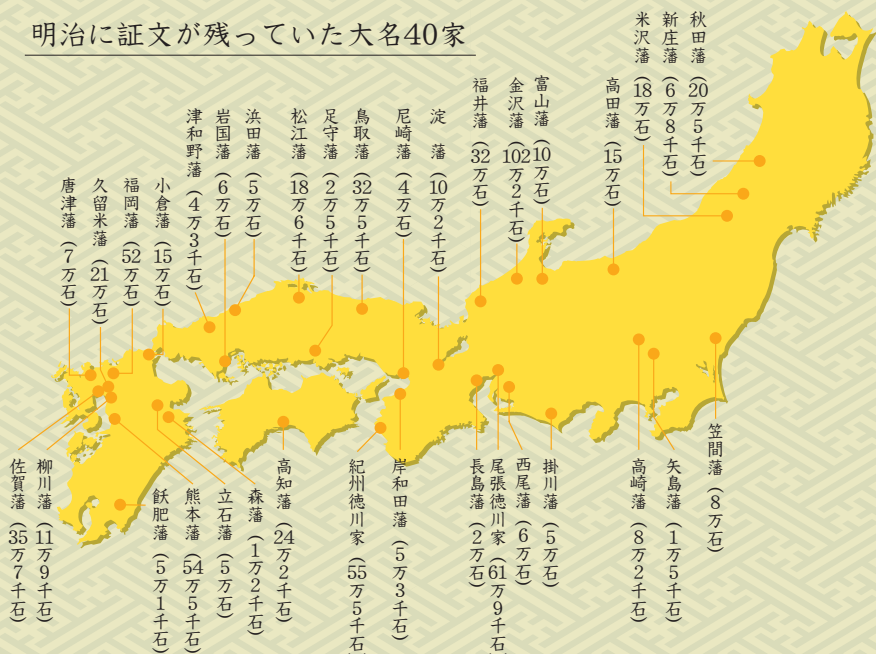 明治に証文が残っていた大名40家
秋田藩（20万5千石）
新庄藩（6万8千石）
米沢藩（18万石）
高田藩（15万石）
富山藩（10万石）
金沢藩（102万2千石）
福井藩（32万石）
淀　藩（10万2千石）
尼崎藩（4万石）
鳥取藩（32万5千石）
足守藩（2万5千石）
松江藩（18万6千石）
浜田藩（5万石）
岩国藩（6万石）
津和野藩（4万3千石）
小倉藩（15万石）
福岡藩（52万石）
久留米藩（21万石）
唐津藩（7万石）
笠間藩（8万石）
矢島藩（1万5千石）
高崎藩（8万2千石）
掛川藩（5万石）
西尾藩（6万石）
尾張徳川家（61万9千石
長島藩（2万石）
岸和田藩（5万3千石）
紀州徳川家（55万5千石
高知藩（24万2千石）
森藩（1万2千石）
立石藩（5万石）
熊本藩（54万5千石）
飫肥藩（5万1千石）
柳川藩（11万9千石）
佐賀藩（35万7千石）